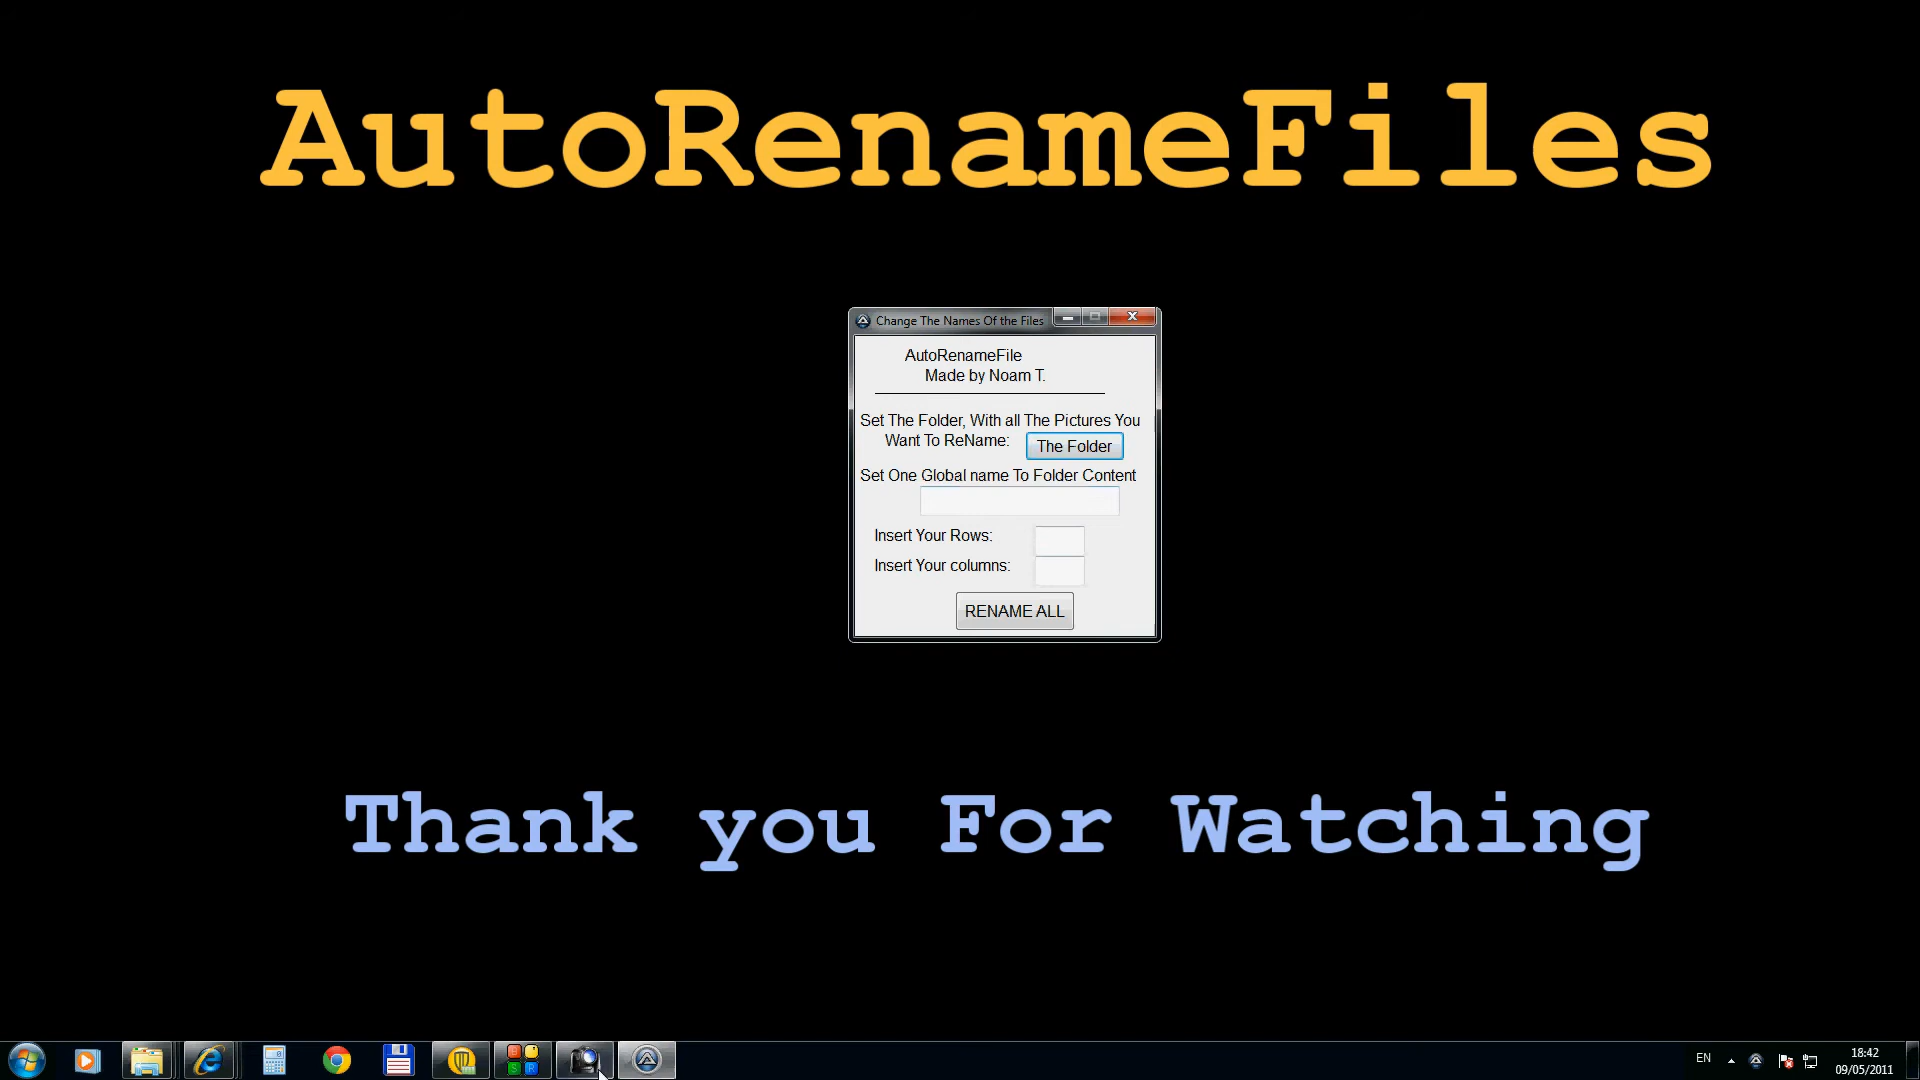 AutoRenameFiles
Change The Names Of the Files
AutoRenameFile
Made by Noam T.
Set The Folder, With all The Pictures You
Want To ReName:
The Folder
Set One Global name To Folder Content
Insert Your Rows:
Insert Your columns:
RENAME ALL
Thank you For Watching
EN
18:42
09/05/2011